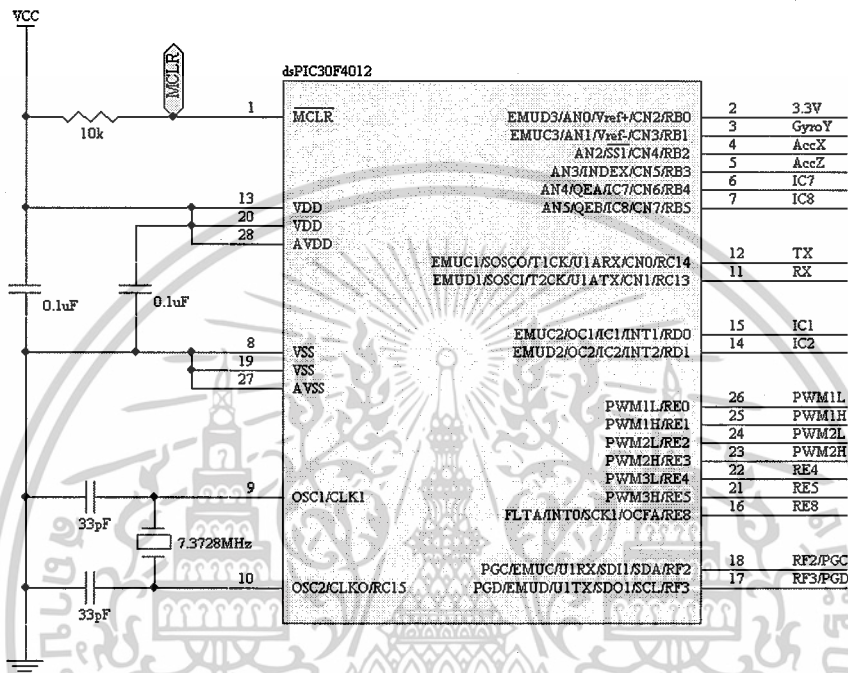 VCC
MCLR
dsPIC30F4012
10k
1 MCLR
13 VDD
20 VDD
28 AVDD
0.1uF
0.1uF
8 VSS
19 VSS
27 AVSS
9 OSC1/CLK1
33pF
7.3728MHz
10 OSC2/CLKO/RC15
33pF
EMUD3/AN0/Vref+/CN2/RB0 2 3.3V
EMUC3/AN1/Vref-/CN3/RB1 3 GyroY
AN2/SS1/CN4/RB2 4 AccX
AN3/INDEX/CN5/RB3 5 AccZ
AN4/QEA/IC7/CN6/RB4 6 IC7
AN5/QEB/IC8/CN7/RB5 7 IC8
EMUC1/SOSCO/T1CK/U1ARX/CN0/RC14 12 TX
EMUD1/SOSCI/T2CK/U1ATX/CN1/RC13 11 RX
EMUC2/OC1/IC1/INT1/RD0 15 IC1
EMUD2/OC2/IC2/INT2/RD1 14 IC2
PWM1L/RE0 26 PWM1L
PWM1H/RE1 25 PWM1H
PWM2L/RE2 24 PWM2L
PWM2H/RE3 23 PWM2H
PWM3L/RE4 22 RE4
PWM3H/RE5 21 RE5
FLTA/INT0/SCK1/OCFA/RE8 16 RE8
PGC/EMUC/U1RX/SDI1/SDA/RF2 18 RF2/PGC
PGD/EMUD/U1TX/SDO1/SCL/RF3 17 RF3/PGD